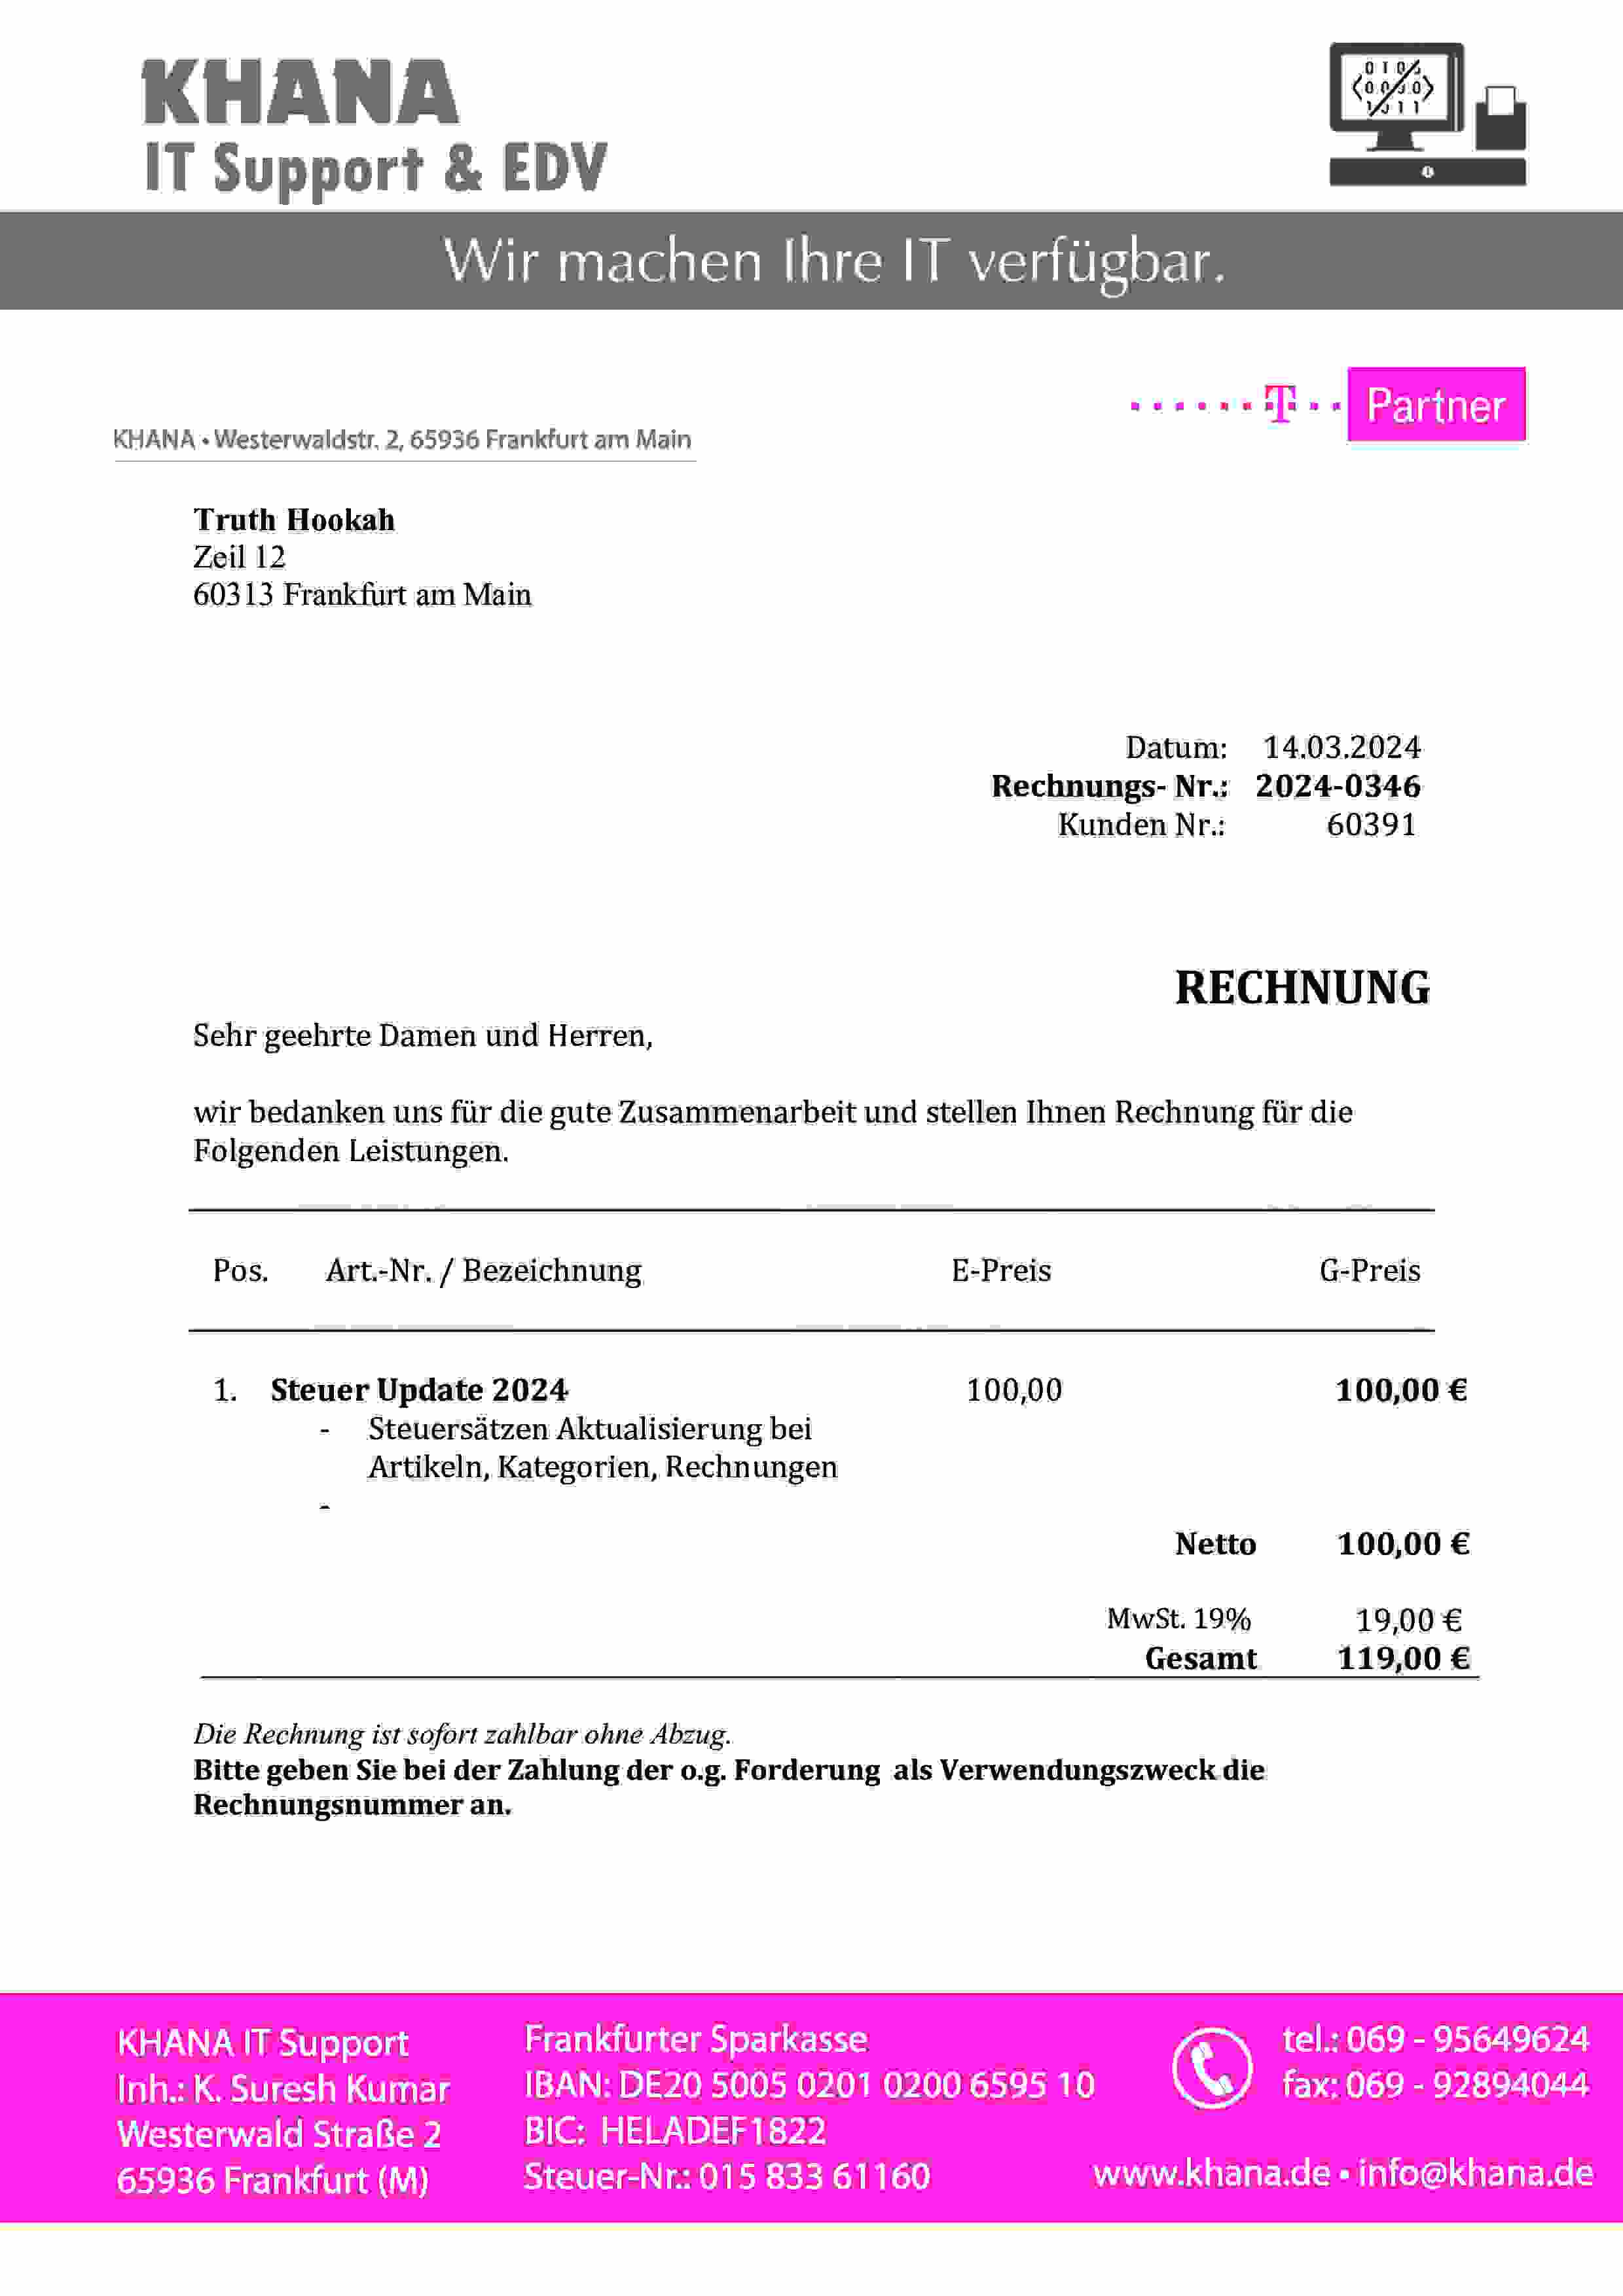 KHANA
IT Support & EDV
Wir machen Ihre IT verfügbar.
T Partner
KHANA • Westerwaldstr. 2, 65936 Frankfurt am Main
Truth Hookah
Zeil 12
60313 Frankfurt am Main
Datum: 14.03.2024
Rechnungs- Nr.: 2024-0346
Kunden Nr.: 60391
RECHNUNG
Sehr geehrte Damen und Herren,
wir bedanken uns für die gute Zusammenarbeit und stellen Ihnen Rechnung für die
Folgenden Leistungen.
Pos. Art.-Nr. / Bezeichnung E-Preis G-Preis
1. Steuer Update 2024 100,00 100,00 €
- Steuersätzen Aktualisierung bei
Artikeln, Kategorien, Rechnungen
-
Netto 100,00 €
MwSt. 19% 19,00 €
Gesamt 119,00 €
Die Rechnung ist sofort zahlbar ohne Abzug.
Bitte geben Sie bei der Zahlung der o.g. Forderung als Verwendungszweck die
Rechnungsnummer an.
KHANA IT Support
Inh.: K. Suresh Kumar
Westerwald Straße 2
65936 Frankfurt (M)
Frankfurter Sparkasse
IBAN: DE20 5005 0201 0200 6595 10
BIC: HELADEF1822
Steuer-Nr.: 015 833 61160
tel.: 069 - 95649624
fax: 069 - 92894044
www.khana.de • info@khana.de